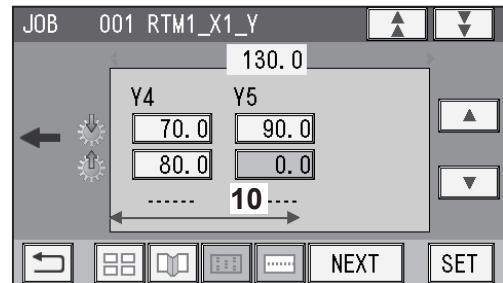 JOB 001 RTM1_X1_Y
130.0
Y4 Y5
70.0 90.0
80.0 0.0
------ 10 ----
NEXT SET